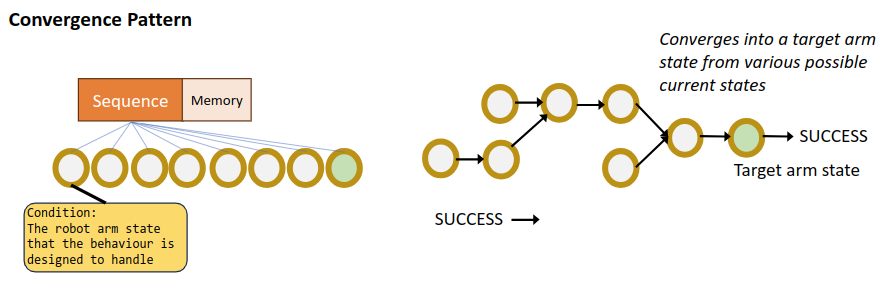 Convergence Pattern
Sequence
Memory
Condition:
The robot arm state
that the behaviour is
designed to handle
Converges into a target arm
state from various possible
current states
SUCCESS
Target arm state
SUCCESS